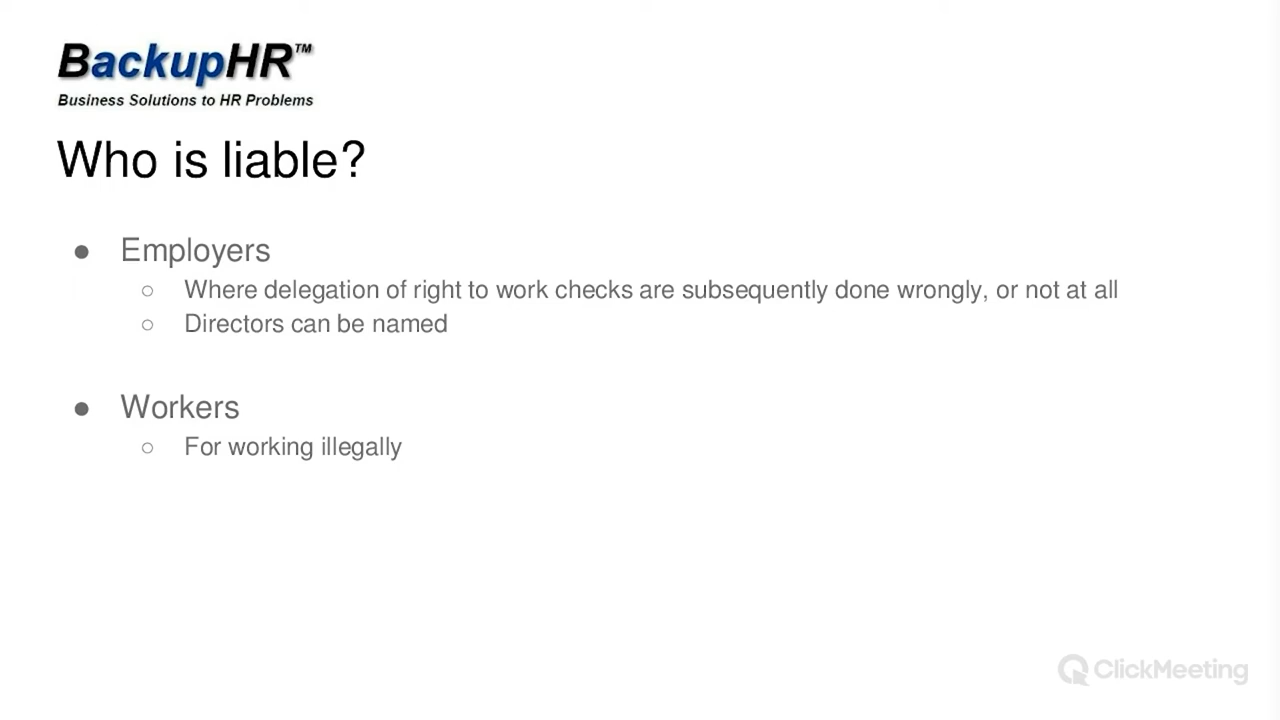 BackupHR™
Business Solutions to HR Problems
Who is liable?
● Employers
○ Where delegation of right to work checks are subsequently done wrongly, or not at all
○ Directors can be named
● Workers
○ For working illegally
ClickMeeting